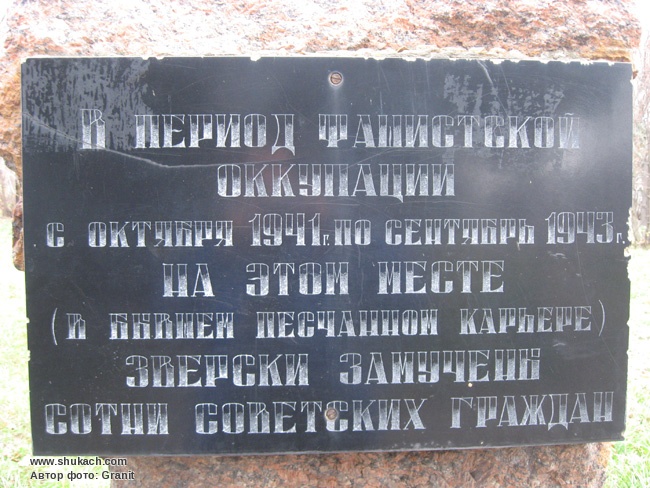 В ПЕРИОД ФАШИСТСКОЙ
ОККУПАЦИИ
С ОКТЯБРЯ 1941г. ПО СЕНТЯБРЬ 1943г.
НА ЭТОМ МЕСТЕ
(В БЫВШЕМ ПЕСЧАННОМ КАРЬЕРЕ)
ЗВЕРСКИ ЗАМУЧЕНЫ
СОТНИ СОВЕТСКИХ ГРАЖДАН
www.shukach.com
Автор фото: Granit